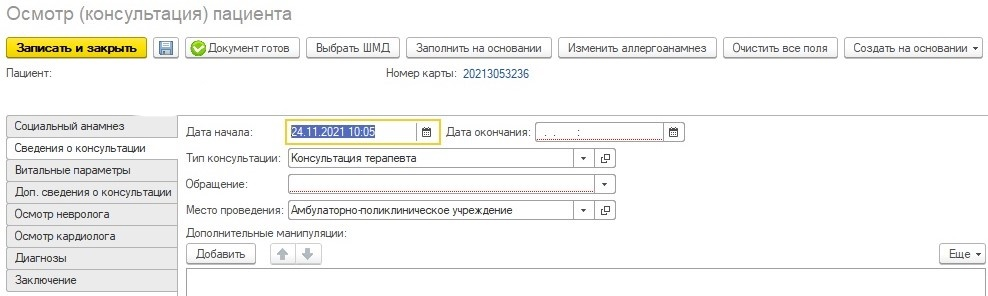 Осмотр (консультация) пациента
Записать и закрыть Документ готов Выбрать ШМД Заполнить на основании Изменить аллергоанамнез Очистить все поля Создать на основании
Пациент: Номер карты: 20213053236
Социальный анамнез
Сведения о консультации
Витальные параметры
Доп. сведения о консультации
Осмотр невролога
Осмотр кардиолога
Диагнозы
Заключение
Дата начала: 24.11.2021 10:05 Дата окончания: . . :
Тип консультации: Консультация терапевта
Обращение:
Место проведения: Амбулаторно-поликлиническое учреждение
Дополнительные манипуляции:
Добавить Еще